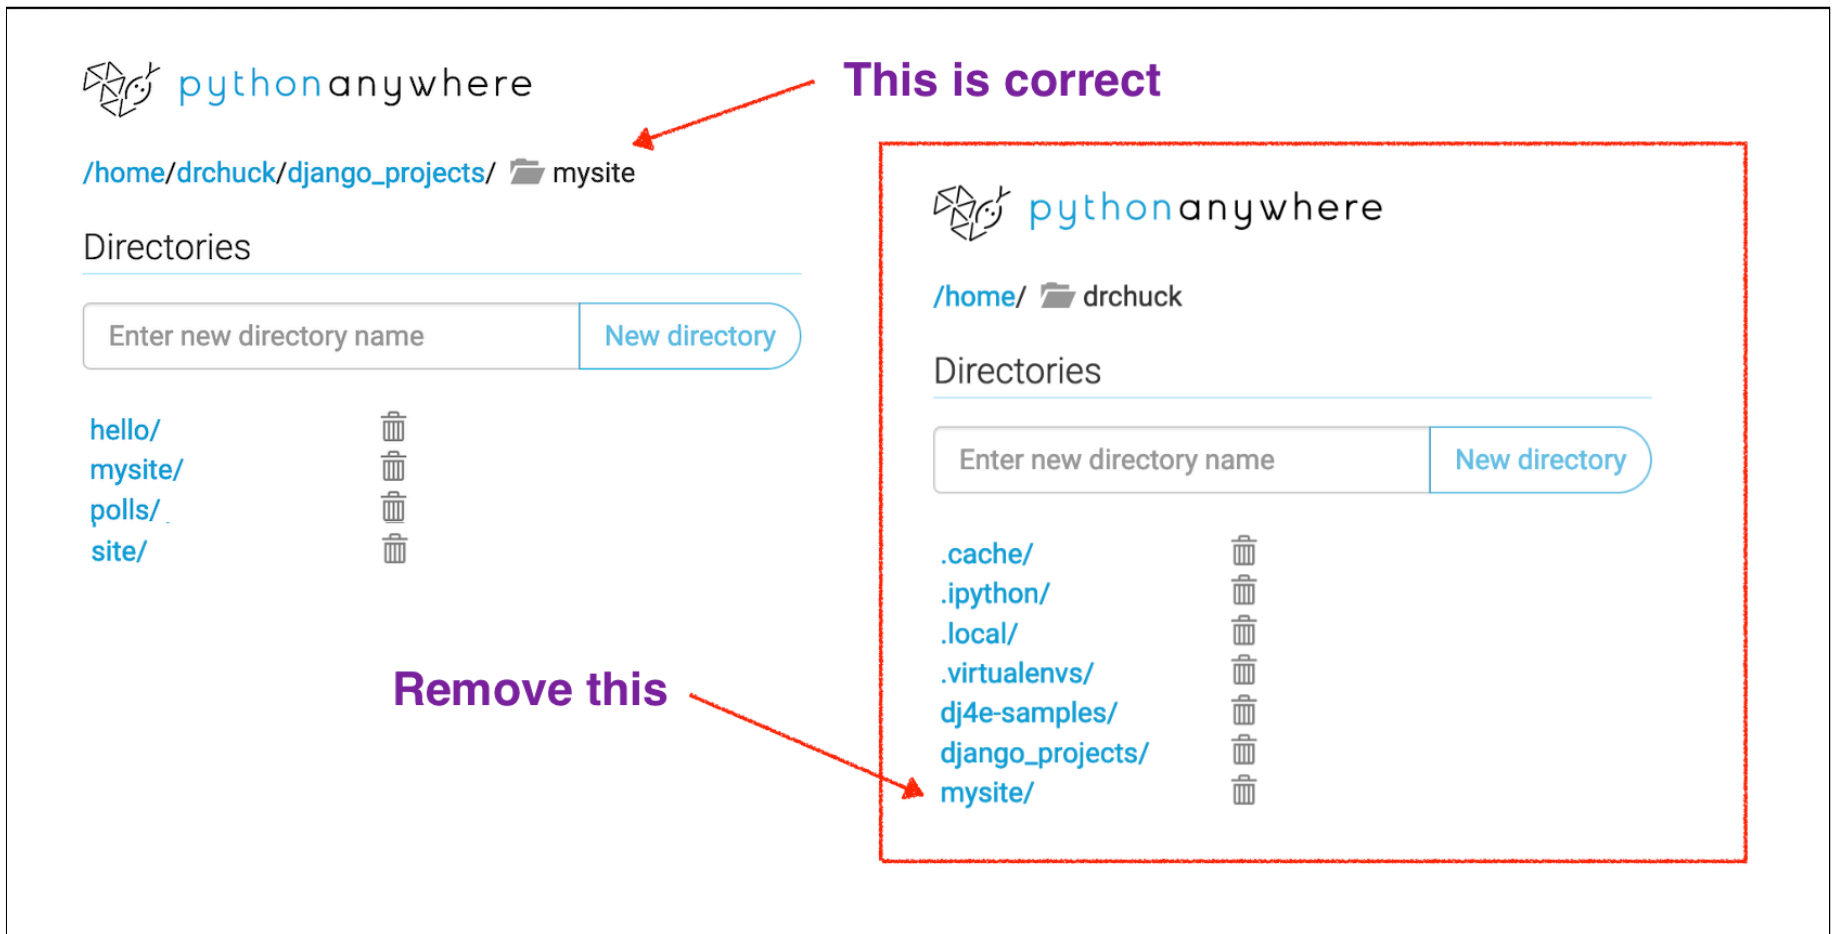 pythonanywhere
This is correct
/home/drchuck/django_projects/ mysite
Directories
Enter new directory name New directory
hello/
mysite/
polls/
site/
Remove this
pythonanywhere
/home/ drchuck
Directories
Enter new directory name New directory
.cache/
.ipython/
.local/
.virtualenvs/
dj4e-samples/
django_projects/
mysite/